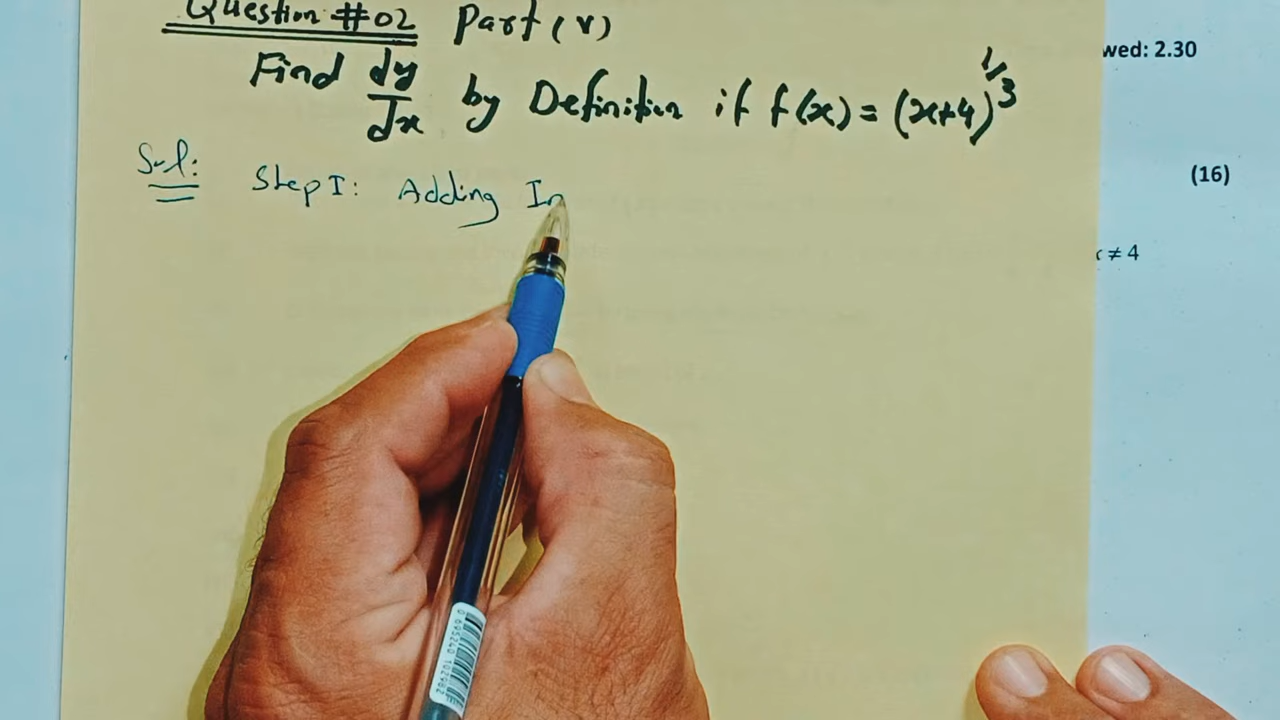 Question #02 Part (v)
Find dy/dx by Definition if f(x) = (x+4)^1/3
Sol: Step I: Adding In
wed: 2.30
(16)
x ≠ 4